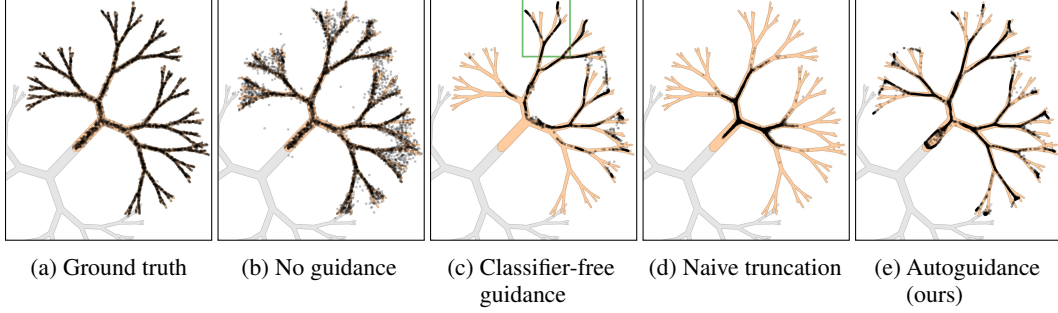 (a) Ground truth
(b) No guidance
(c) Classifier-free
guidance
(d) Naive truncation
(e) Autoguidance
(ours)